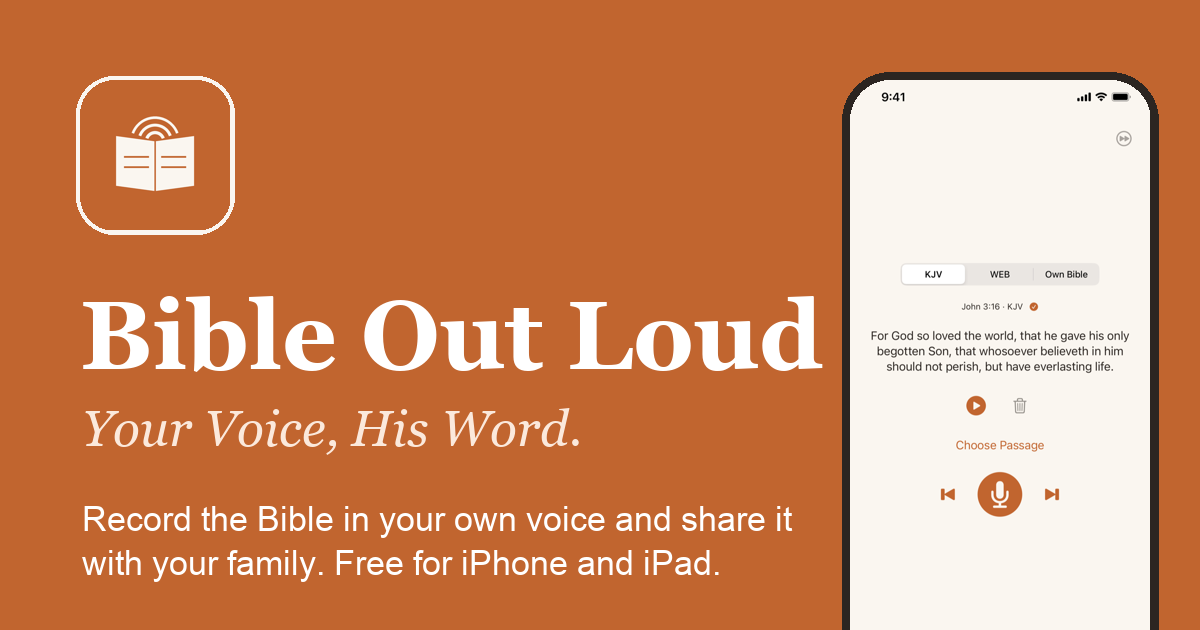 Bible Out Loud
Your Voice, His Word.
Record the Bible in your own voice and share it
with your family. Free for iPhone and iPad.
9:41
KJV WEB Own Bible
John 3:16 · KJV
For God so loved the world, that he gave his only
begotten Son, that whosoever believeth in him
should not perish, but have everlasting life.
Choose Passage